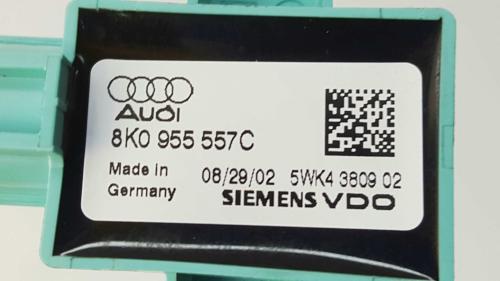 Audi
8K0 955 557C
Made in
Germany
08/29/02 5WK4 3809 02
SIEMENS VDO